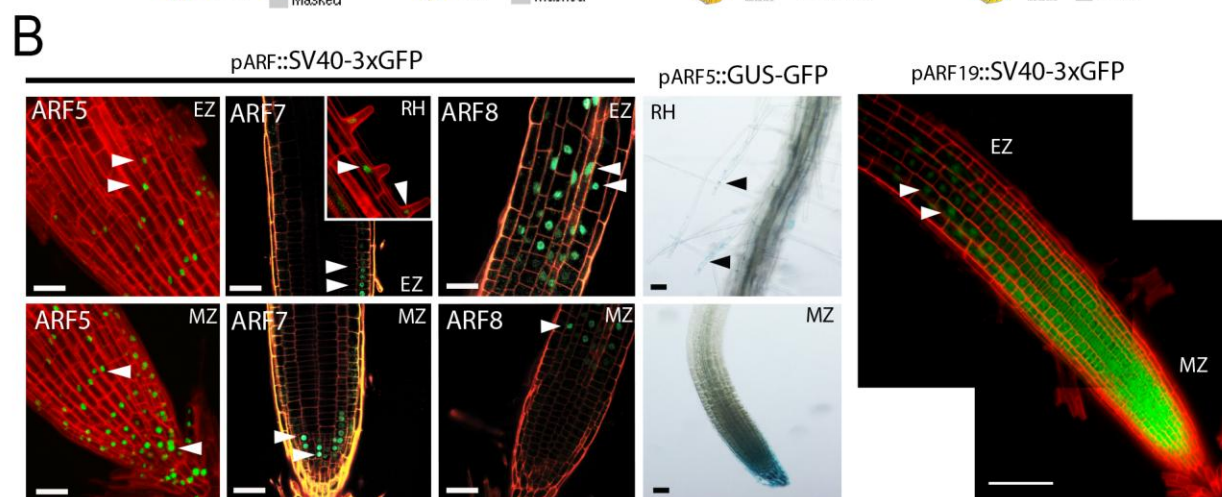 masked
B
pARF::SV40-3xGFP
pARF5::GUS-GFP
pARF19::SV40-3xGFP
ARF5 EZ
ARF7 RH
EZ
ARF8 EZ
RH
EZ
ARF5 MZ
ARF7 MZ
ARF8 MZ
MZ
MZ